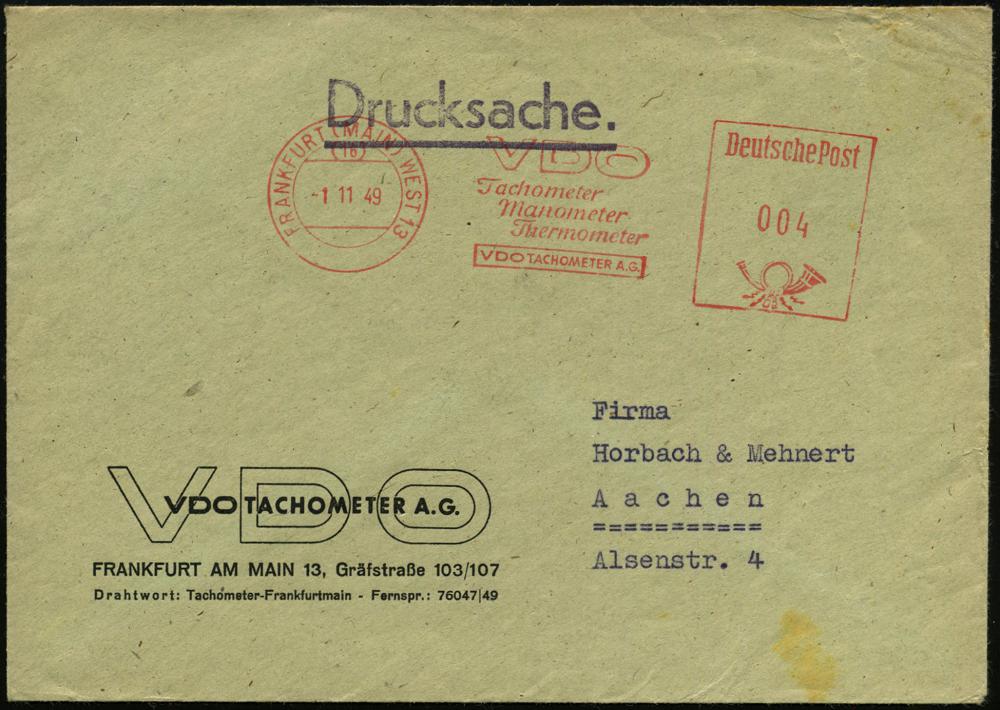 Drucksache.
FRANKFURT (MAIN) WEST 13
(16)
-1 11 49
VDO
Tachometer
Manometer
Thermometer
VDO TACHOMETER A.G.
Deutsche Post
004
Firma
Horbach & Mehnert
Aachen
===========
Alsenstr. 4
VDO
VDO TACHOMETER A.G.
FRANKFURT AM MAIN 13, Gräfstraße 103/107
Drahtwort: Tachometer-Frankfurtmain - Fernspr.: 76047|49